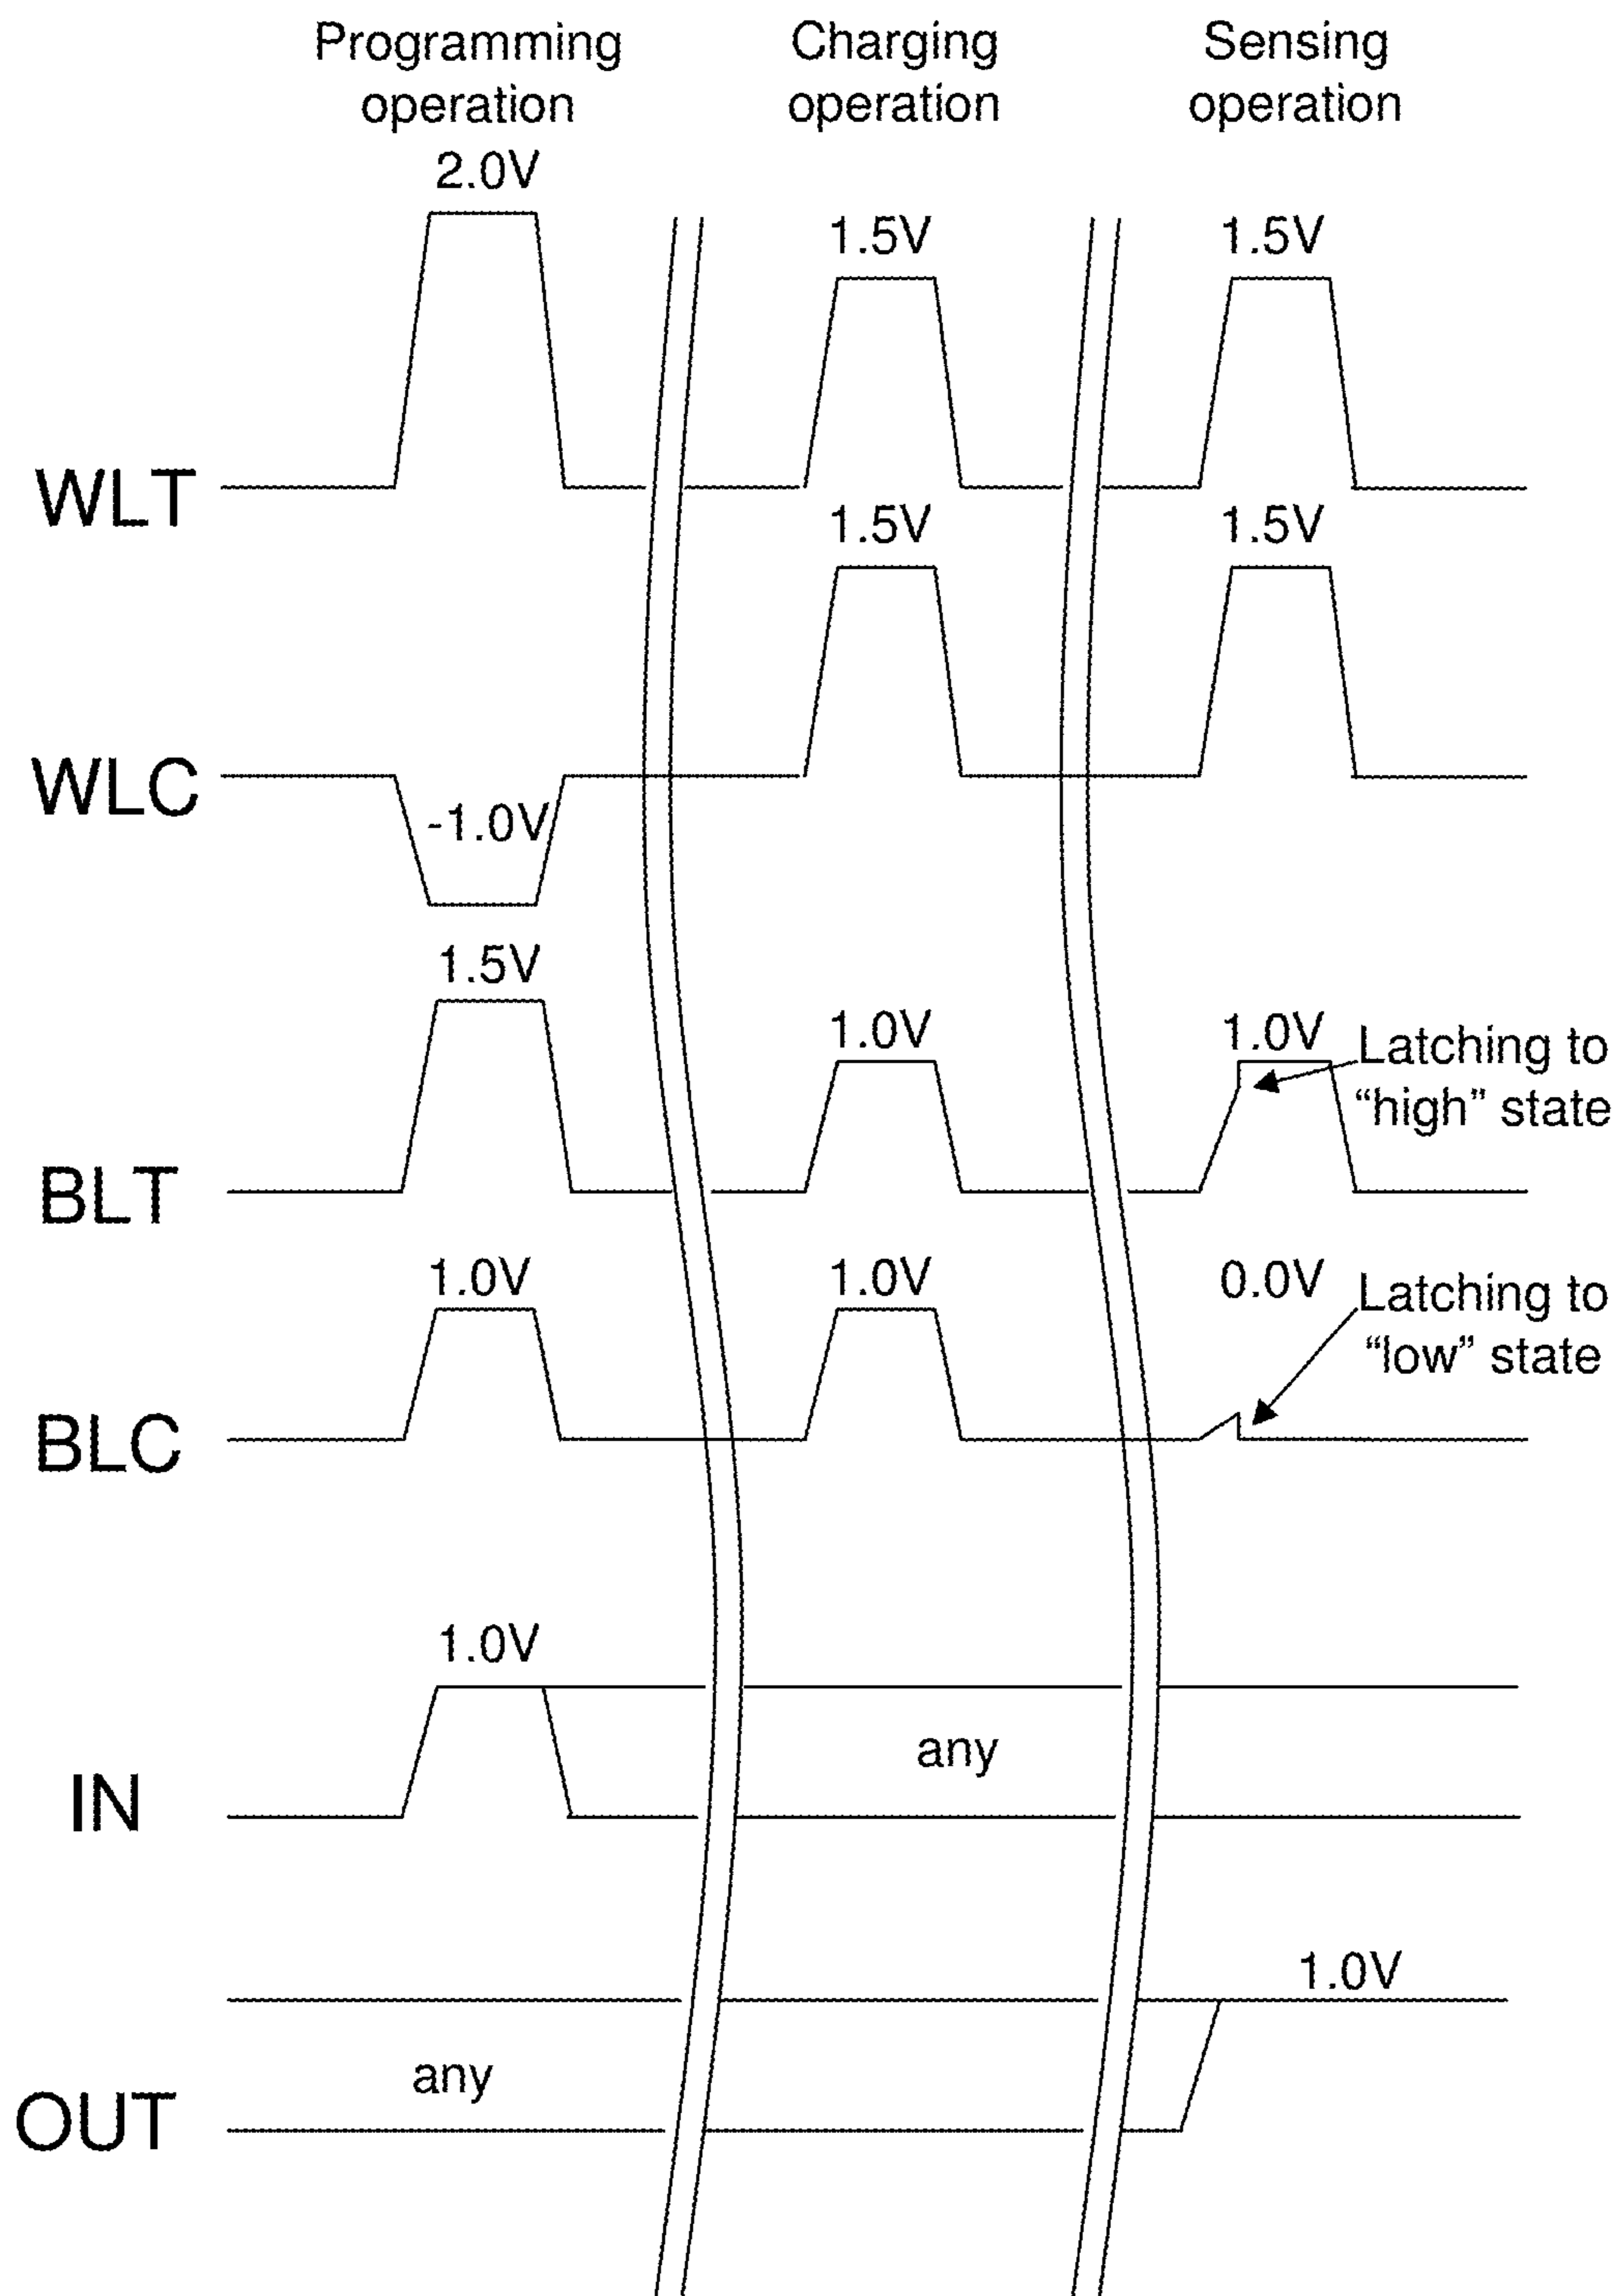 Programming
operation
Charging
operation
Sensing
operation
2.0V
1.5V
1.5V
WLT
1.5V
1.5V
WLC
-1.0V
1.5V
1.0V
1.0V
Latching to
“high” state
BLT
1.0V
1.0V
0.0V
Latching to
“low” state
BLC
1.0V
any
IN
1.0V
any
OUT